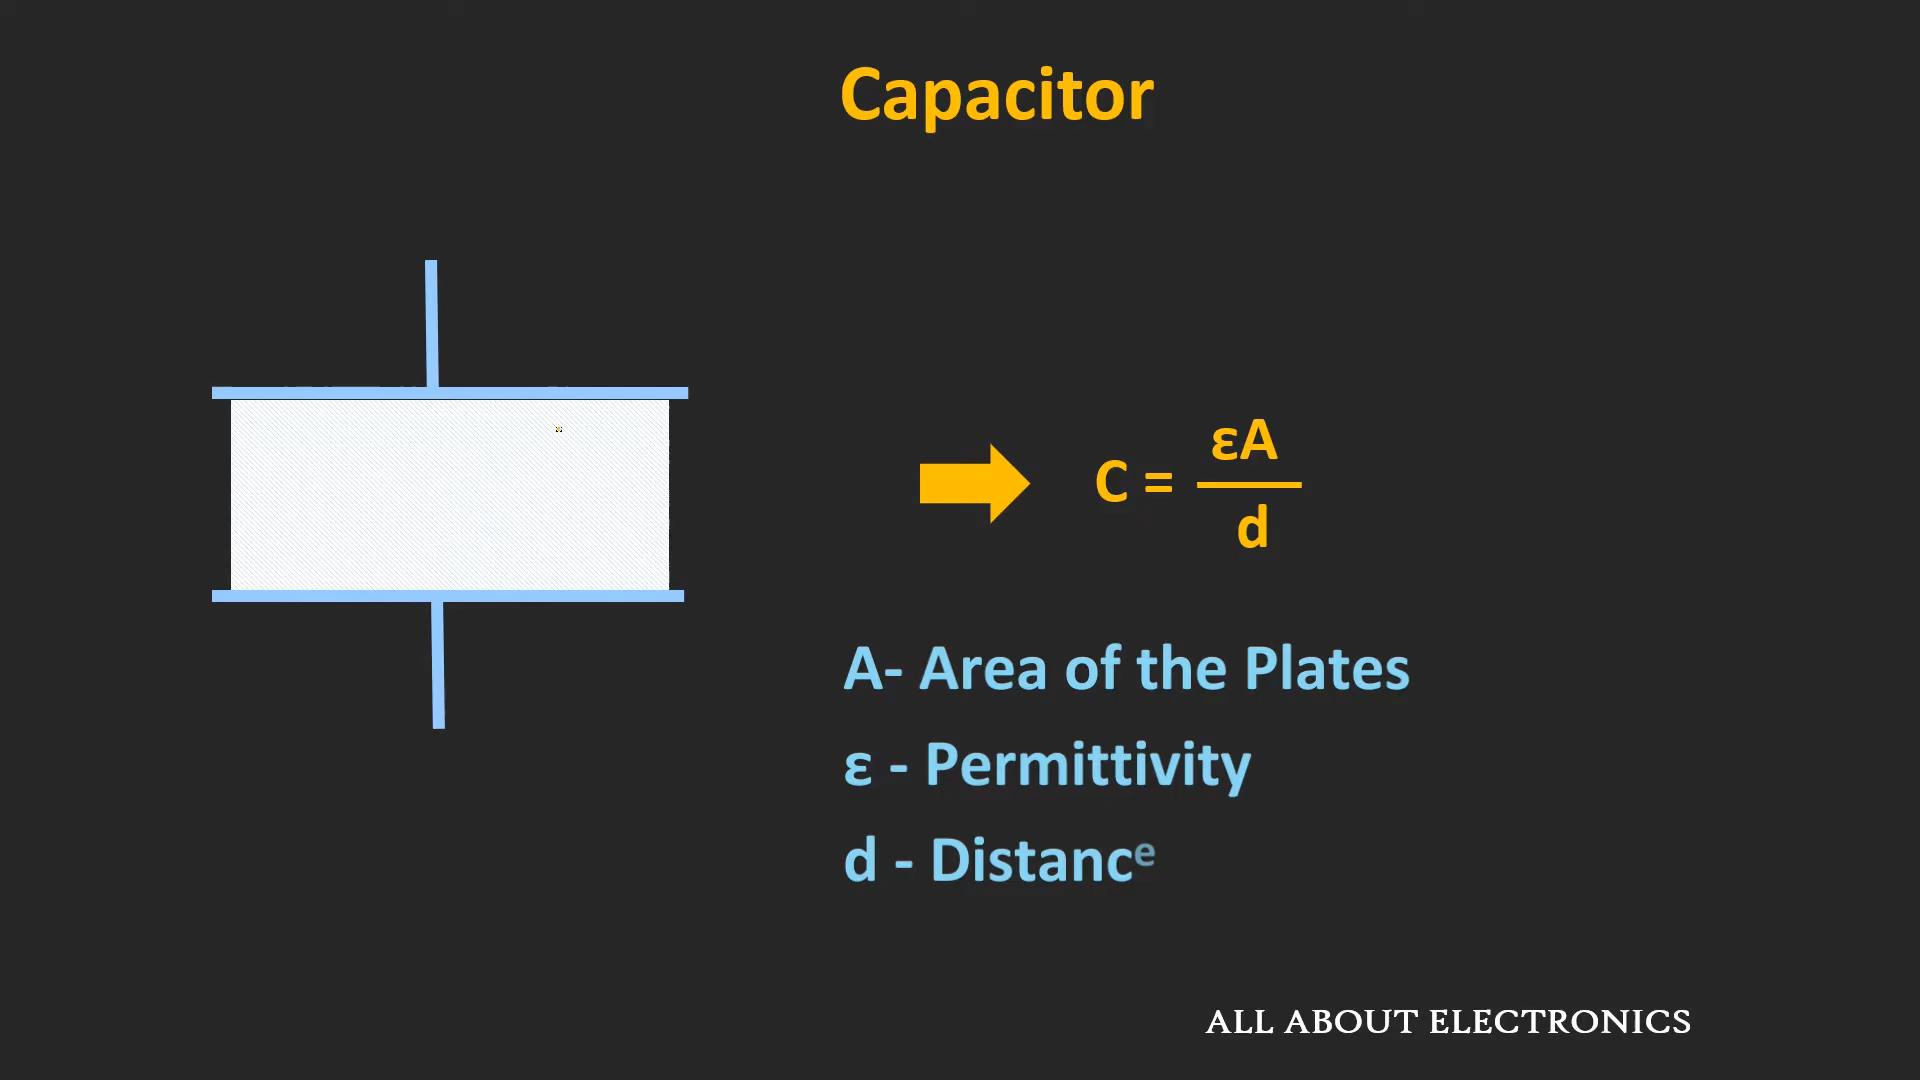 Capacitor
C = εA
d
A- Area of the Plates
ε - Permittivity
d - Distance
ALL ABOUT ELECTRONICS